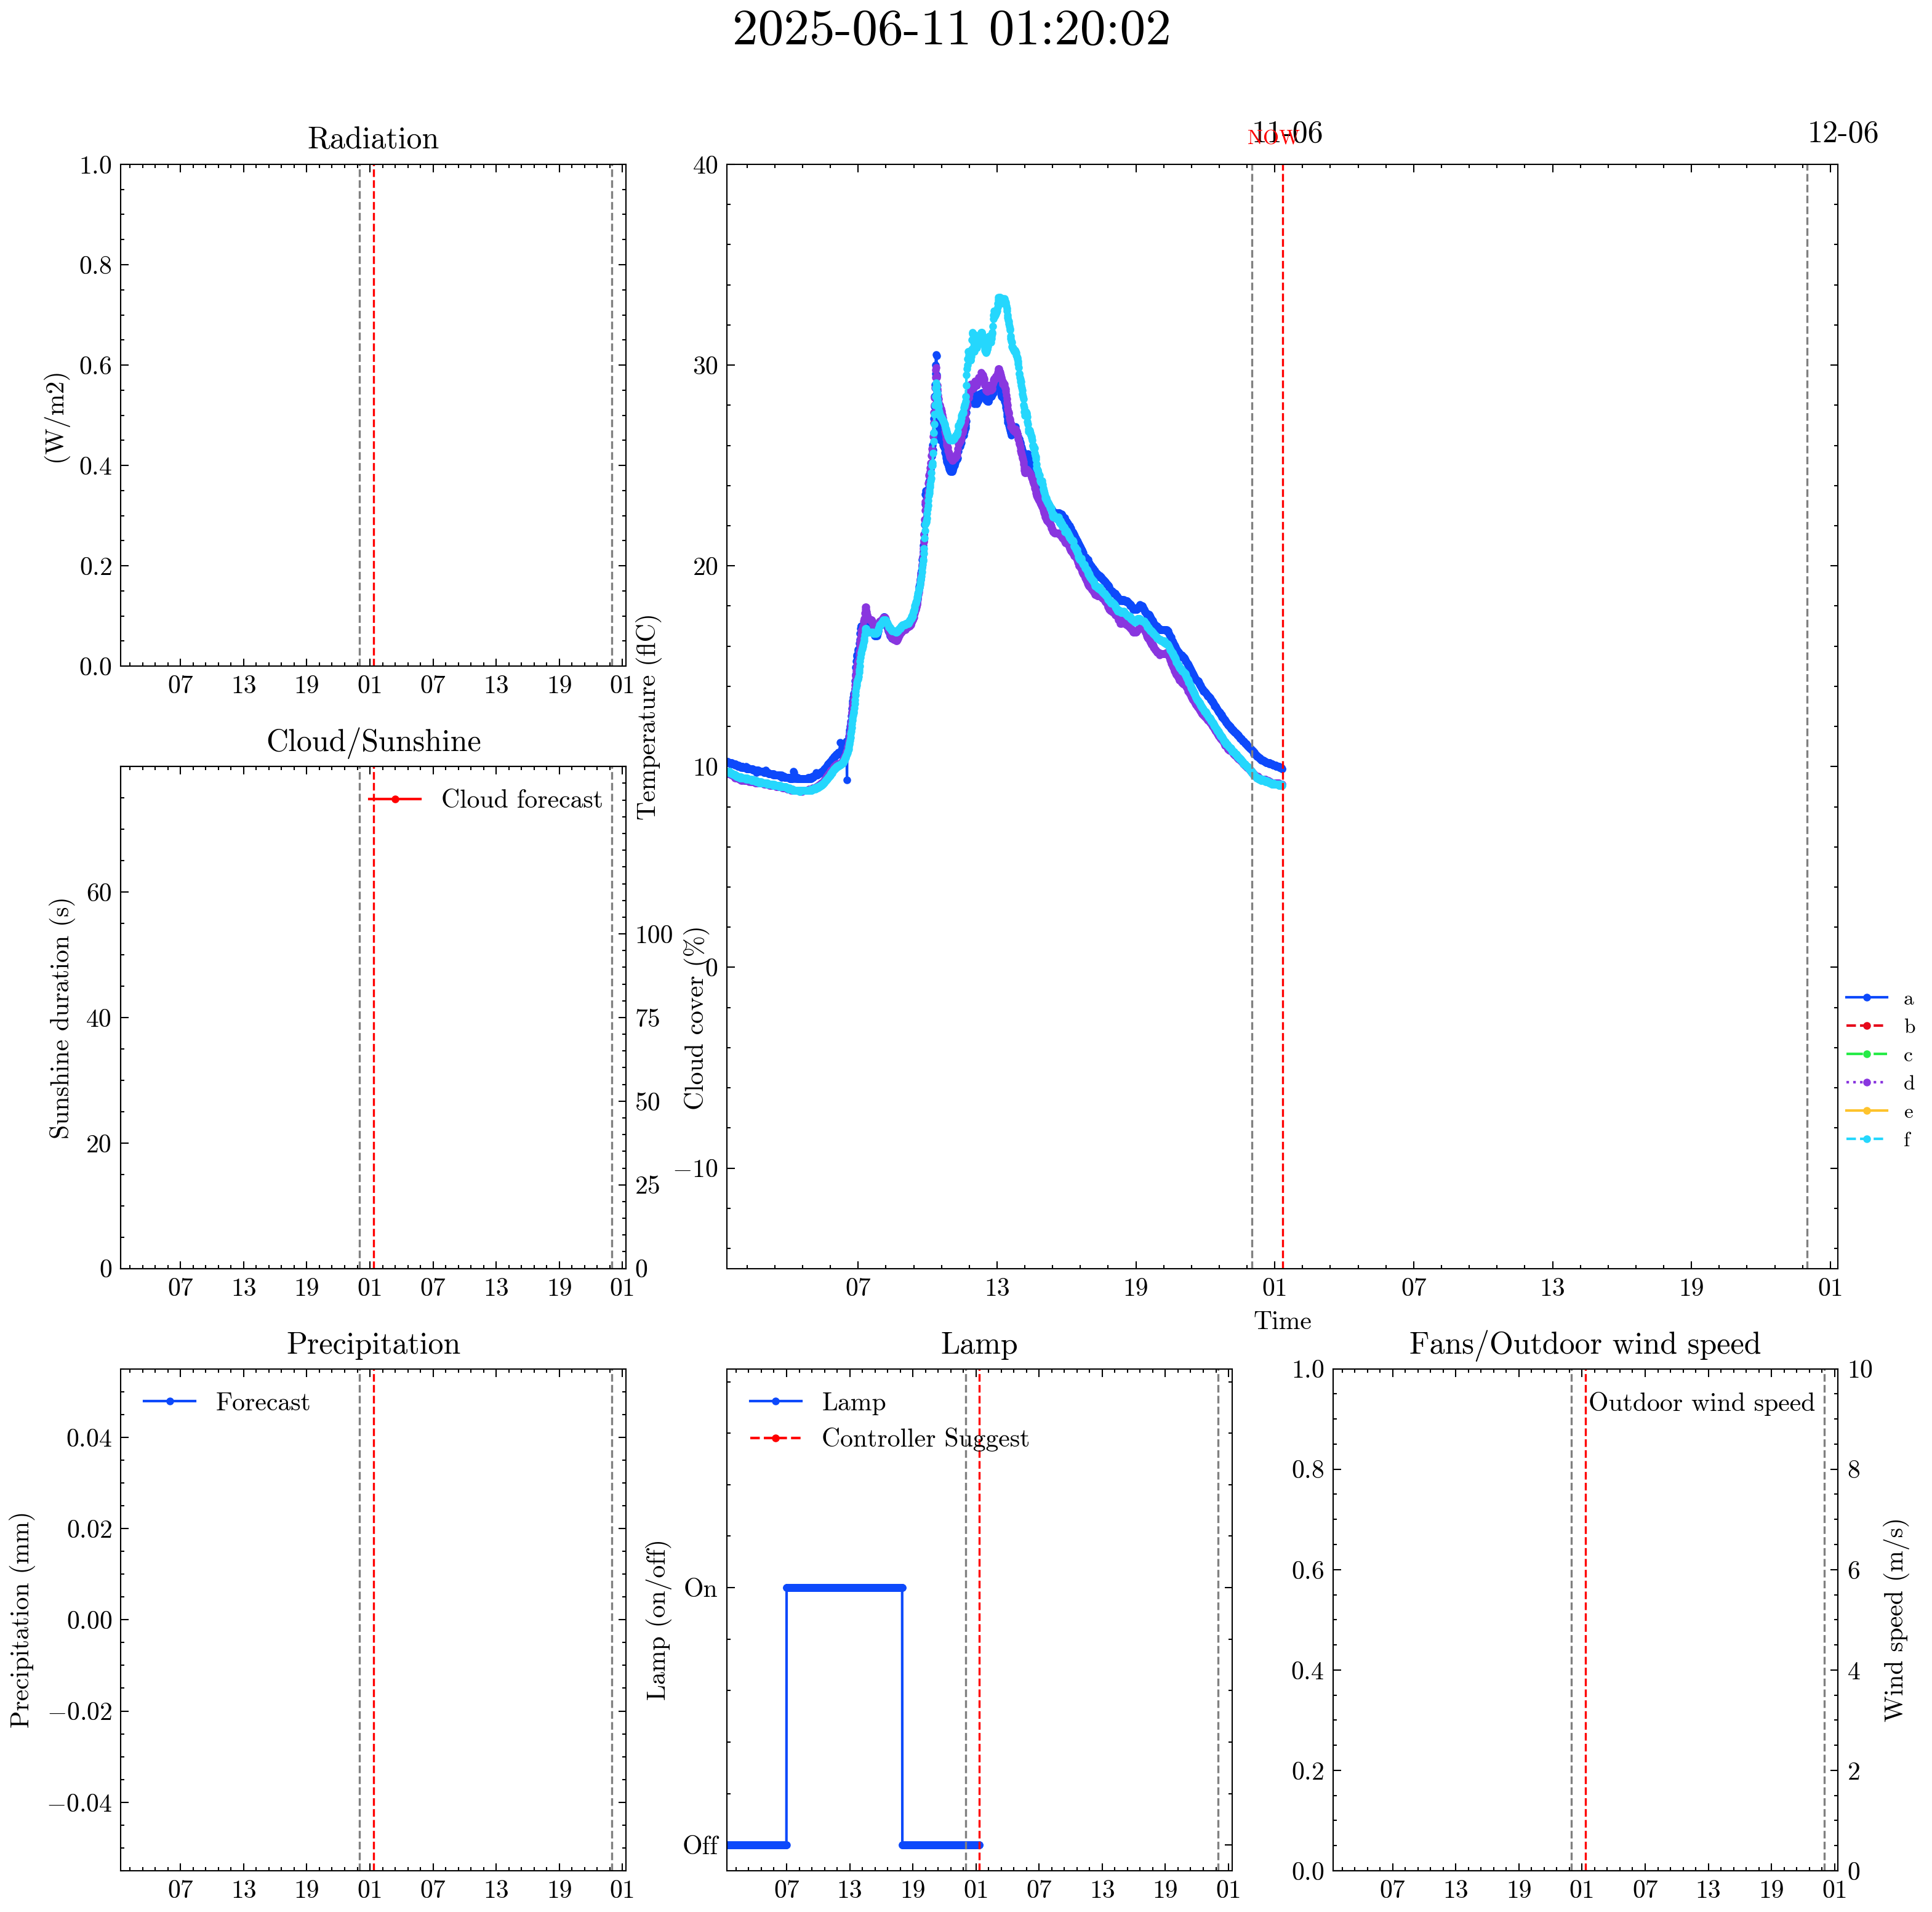 2025-06-11 01:20:02
Radiation
1.0
0.8
0.6
0.4
0.2
0.0
(W/m2)
07 13 19 01 07 13 19 01
NOW
11-06
12-06
40
30
20
10
0
−10
Temperature (flC)
07 13 19 01 07 13 19 01
Time
a
b
c
d
e
f
Cloud/Sunshine
Cloud forecast
60
40
20
0
Sunshine duration (s)
100
75
50
25
0
Cloud cover (%)
07 13 19 01 07 13 19 01
Precipitation
Forecast
0.04
0.02
0.00
−0.02
−0.04
Precipitation (mm)
07 13 19 01 07 13 19 01
Lamp
Lamp
Controller Suggest
On
Off
Lamp (on/off)
07 13 19 01 07 13 19 01
Fans/Outdoor wind speed
Outdoor wind speed
1.0
0.8
0.6
0.4
0.2
0.0
10
8
6
4
2
0
Wind speed (m/s)
07 13 19 01 07 13 19 01